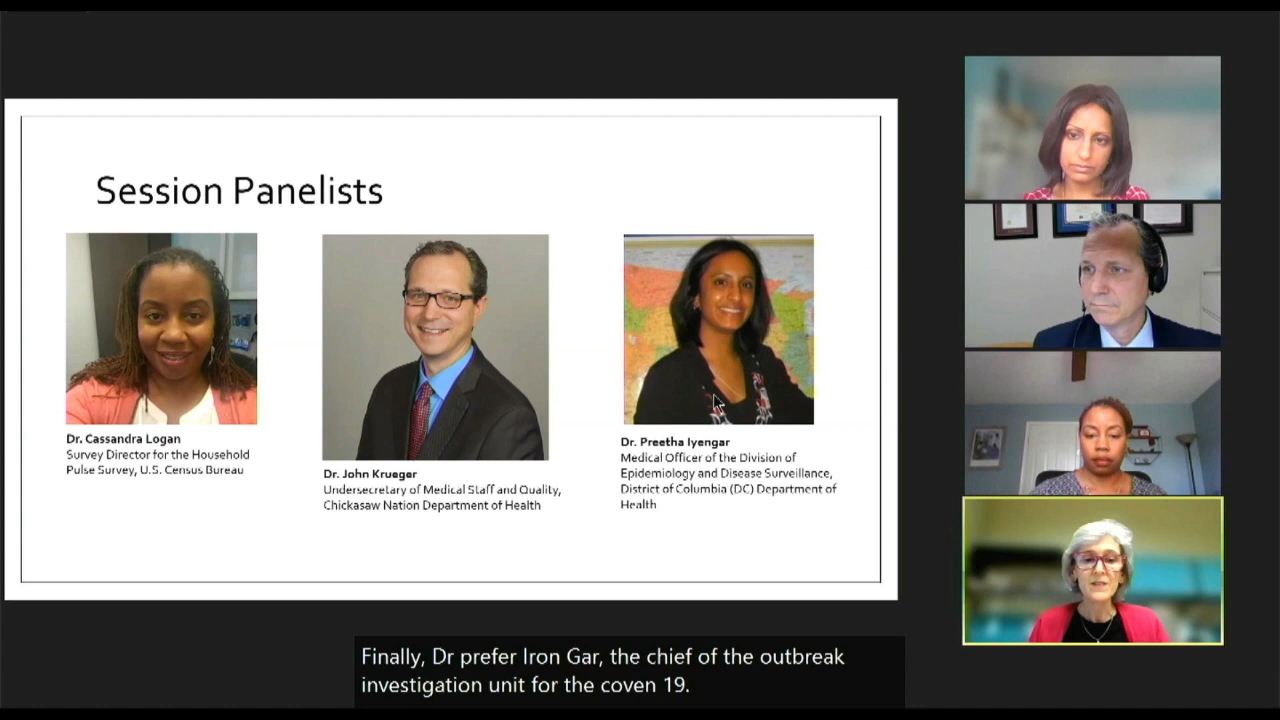 Session Panelists
Dr. Cassandra Logan
Survey Director for the Household
Pulse Survey, U.S. Census Bureau
Dr. John Krueger
Undersecretary of Medical Staff and Quality,
Chickasaw Nation Department of Health
Dr. Preetha Iyengar
Medical Officer of the Division of
Epidemiology and Disease Surveillance,
District of Columbia (DC) Department of
Health
Finally, Dr prefer Iron Gar, the chief of the outbreak
investigation unit for the coven 19.